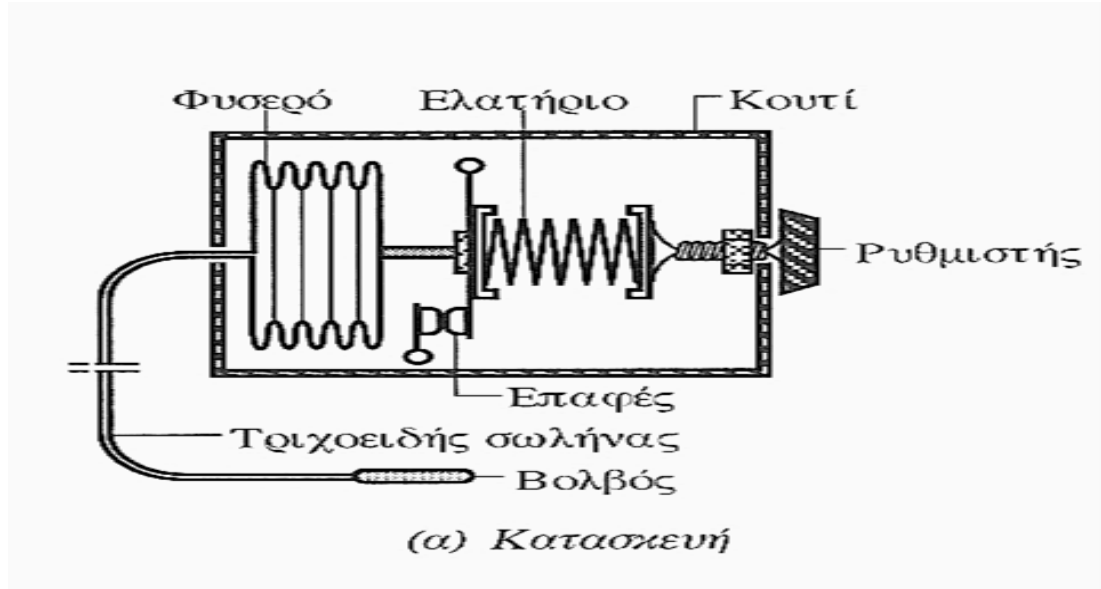 Φυσερό Ελατήριο Κουτί
Ρυθμιστής
Επαφές
Τριχοειδής σωλήνας
Βολβός
(α) Κατασκευή